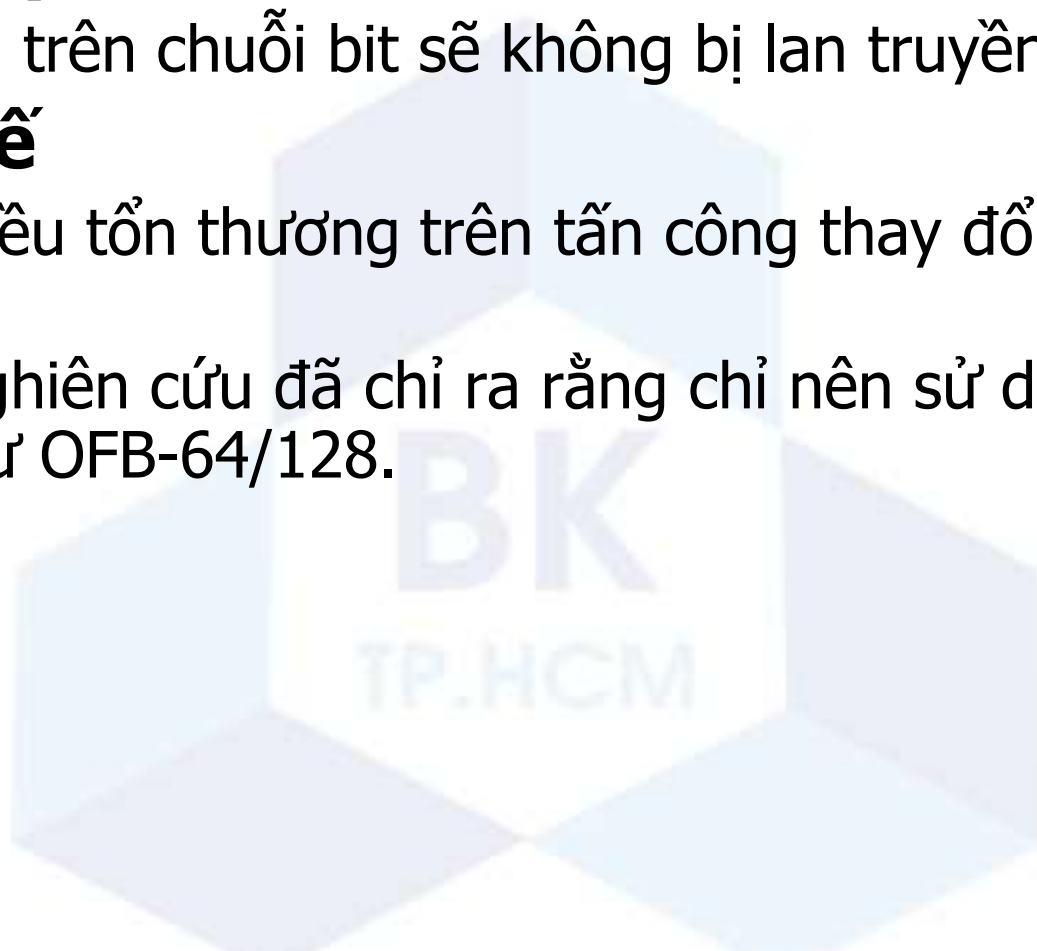 trên chuỗi bit sẽ không bị lan truyền
ế
ều tổn thương trên tấn công thay đổ
ghiên cứu đã chỉ ra rằng chỉ nên sử d
ư OFB-64/128.
BK
TP.HCM